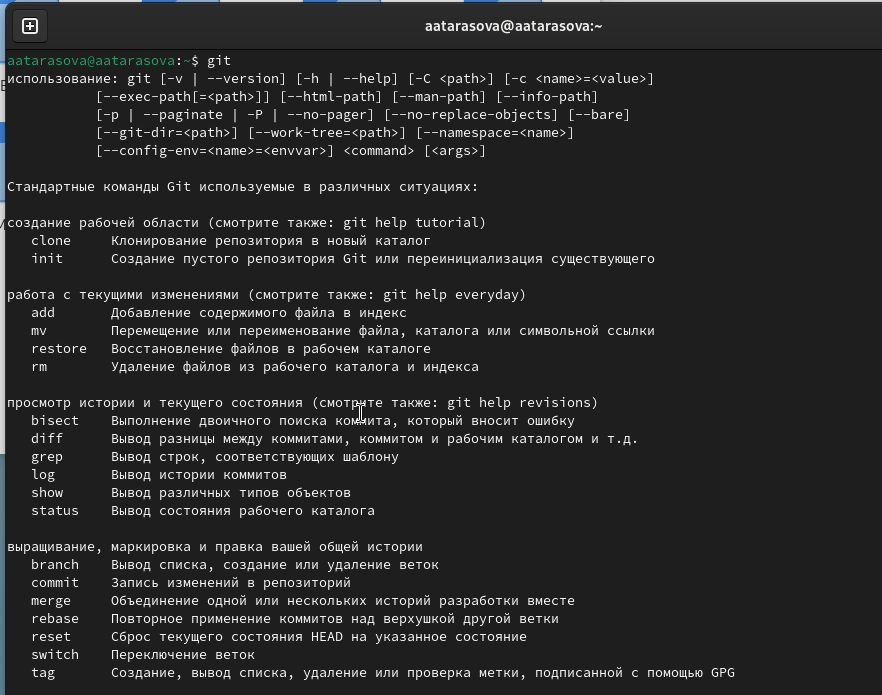 aatarasova@aatarasova:~
aatarasova@aatarasova:~$ git
использование: git [-v | --version] [-h | --help] [-C <path>] [-c <name>=<value>]
[--exec-path[=<path>]] [--html-path] [--man-path] [--info-path]
[-p | --paginate | -P | --no-pager] [--no-replace-objects] [--bare]
[--git-dir=<path>] [--work-tree=<path>] [--namespace=<name>]
[--config-env=<name>=<envvar>] <command> [<args>]
Стандартные команды Git используемые в различных ситуациях:
создание рабочей области (смотрите также: git help tutorial)
clone Клонирование репозитория в новый каталог
init Создание пустого репозитория Git или переинициализация существующего
работа с текущими изменениями (смотрите также: git help everyday)
add Добавление содержимого файла в индекс
mv Перемещение или переименование файла, каталога или символьной ссылки
restore Восстановление файлов в рабочем каталоге
rm Удаление файлов из рабочего каталога и индекса
просмотр истории и текущего состояния (смотрите также: git help revisions)
bisect Выполнение двоичного поиска коммита, который вносит ошибку
diff Вывод разницы между коммитами, коммитом и рабочим каталогом и т.д.
grep Вывод строк, соответствующих шаблону
log Вывод истории коммитов
show Вывод различных типов объектов
status Вывод состояния рабочего каталога
выращивание, маркировка и правка вашей общей истории
branch Вывод списка, создание или удаление веток
commit Запись изменений в репозиторий
merge Объединение одной или нескольких историй разработки вместе
rebase Повторное применение коммитов над верхушкой другой ветки
reset Сброс текущего состояния HEAD на указанное состояние
switch Переключение веток
tag Создание, вывод списка, удаление или проверка метки, подписанной с помощью GPG